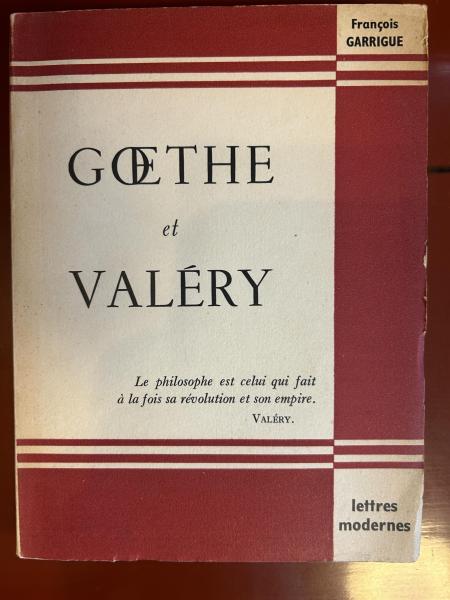 François
GARRIGUE
GŒTHE
et
VALÉRY
Le philosophe est celui qui fait
à la fois sa révolution et son empire.
VALÉRY.
lettres
modernes